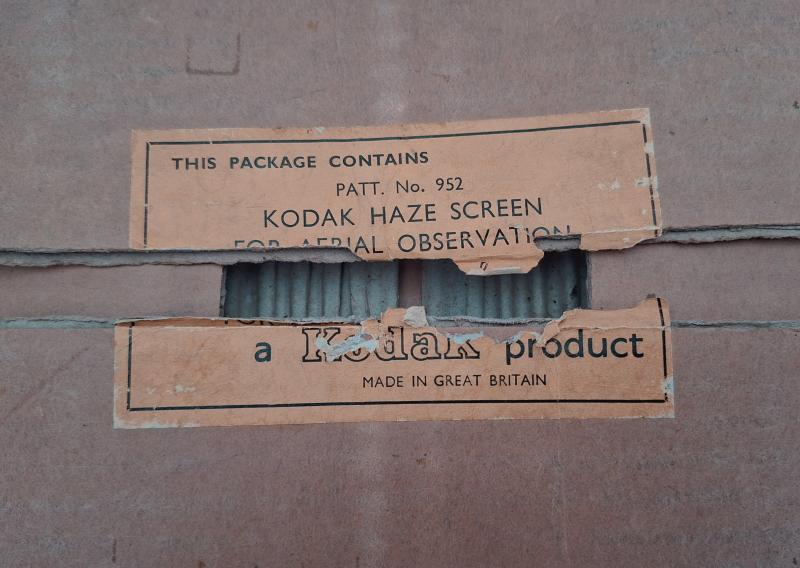 THIS PACKAGE CONTAINS
PATT. No. 952
KODAK HAZE SCREEN
FOR AERIAL OBSERVATION
a Kodak product
MADE IN GREAT BRITAIN